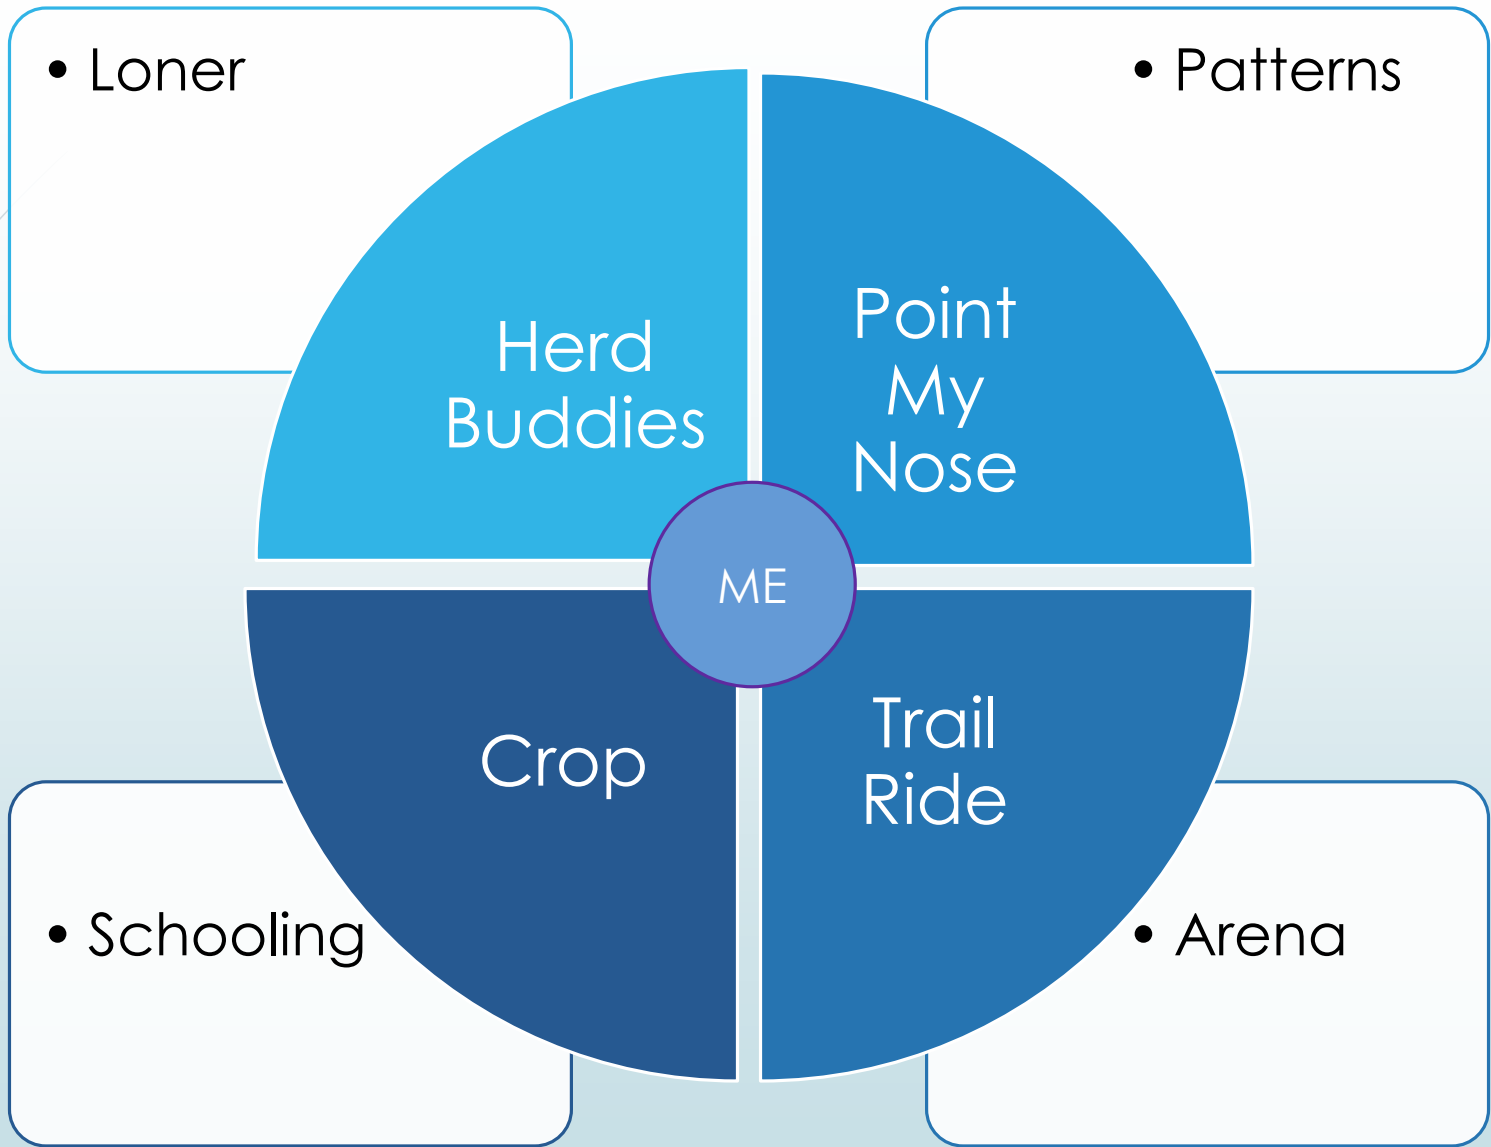 • Loner
• Patterns
Herd
Buddies
Point
My
Nose
ME
Crop
Trail
Ride
• Schooling
• Arena